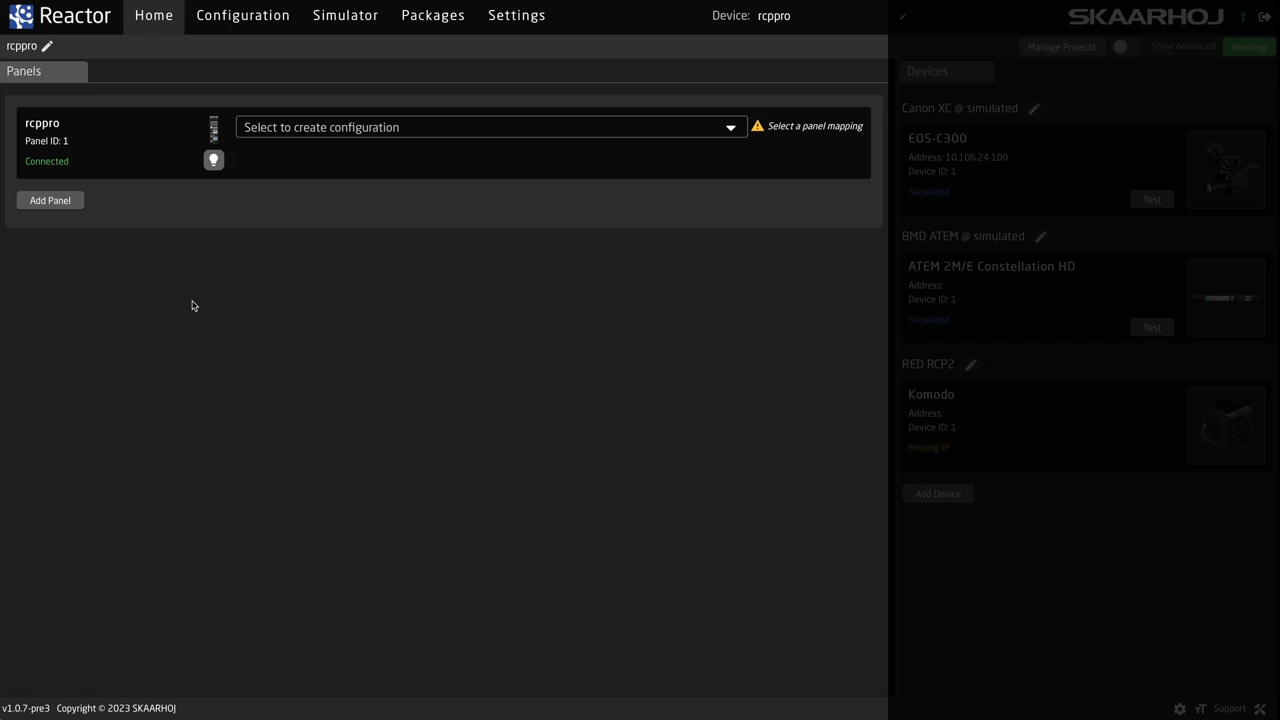 Reactor
Home
Configuration
Simulator
Packages
Settings
Device: rcppro
SKAARHOJ
rcppro
Manage Projects
Show Advanced
Running
Panels
Devices
rcppro
Panel ID: 1
Connected
Select to create configuration
Select a panel mapping
Add Panel
Canon XC @ simulated
EOS-C300
Address: 10.106.24.100
Device ID: 1
Simulated
Test
BMD ATEM @ simulated
ATEM 2M/E Constellation HD
Address:
Device ID: 1
Simulated
Test
RED RCP2
Komodo
Address:
Device ID: 1
Missing IP
Add Device
v1.0.7-pre3 Copyright © 2023 SKAARHOJ
Support